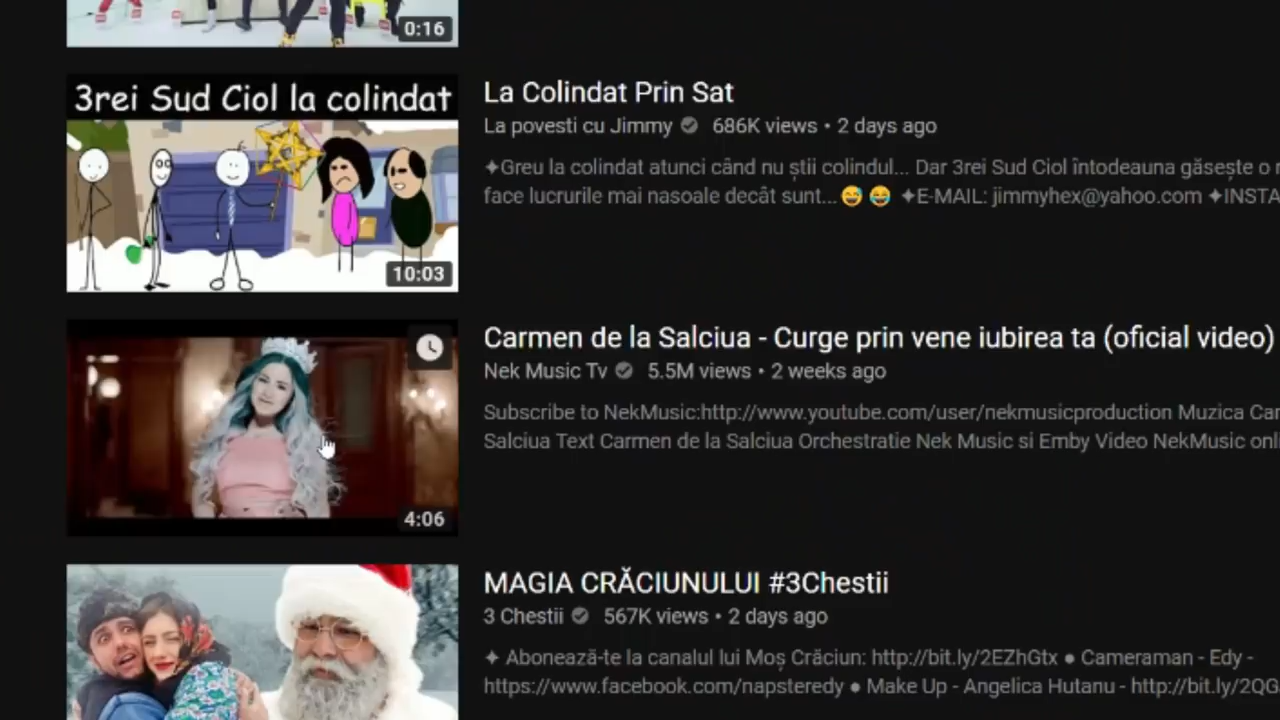 0:16
3rei Sud Ciol la colindat
10:03
La Colindat Prin Sat
La povesti cu Jimmy 686K views • 2 days ago
✦Greu la colindat atunci când nu știi colindul... Dar 3rei Sud Ciol întodeauna găsește o
face lucrurile mai nasoale decât sunt...😅 😂 ✦E-MAIL: jimmyhex@yahoo.com ✦INSTA
4:06
Carmen de la Salciua - Curge prin vene iubirea ta (oficial video)
Nek Music Tv 5.5M views • 2 weeks ago
Subscribe to NekMusic:http://www.youtube.com/user/nekmusicproduction Muzica Car
Salciua Text Carmen de la Salciua Orchestratie Nek Music si Emby Video NekMusic onl
MAGIA CRĂCIUNULUI #3Chestii
3 Chestii 567K views • 2 days ago
✦ Abonează-te la canalul lui Moș Crăciun: http://bit.ly/2EZhGtx ● Cameraman - Edy -
https://www.facebook.com/napsteredy ● Make Up - Angelica Hutanu - http://bit.ly/2QG